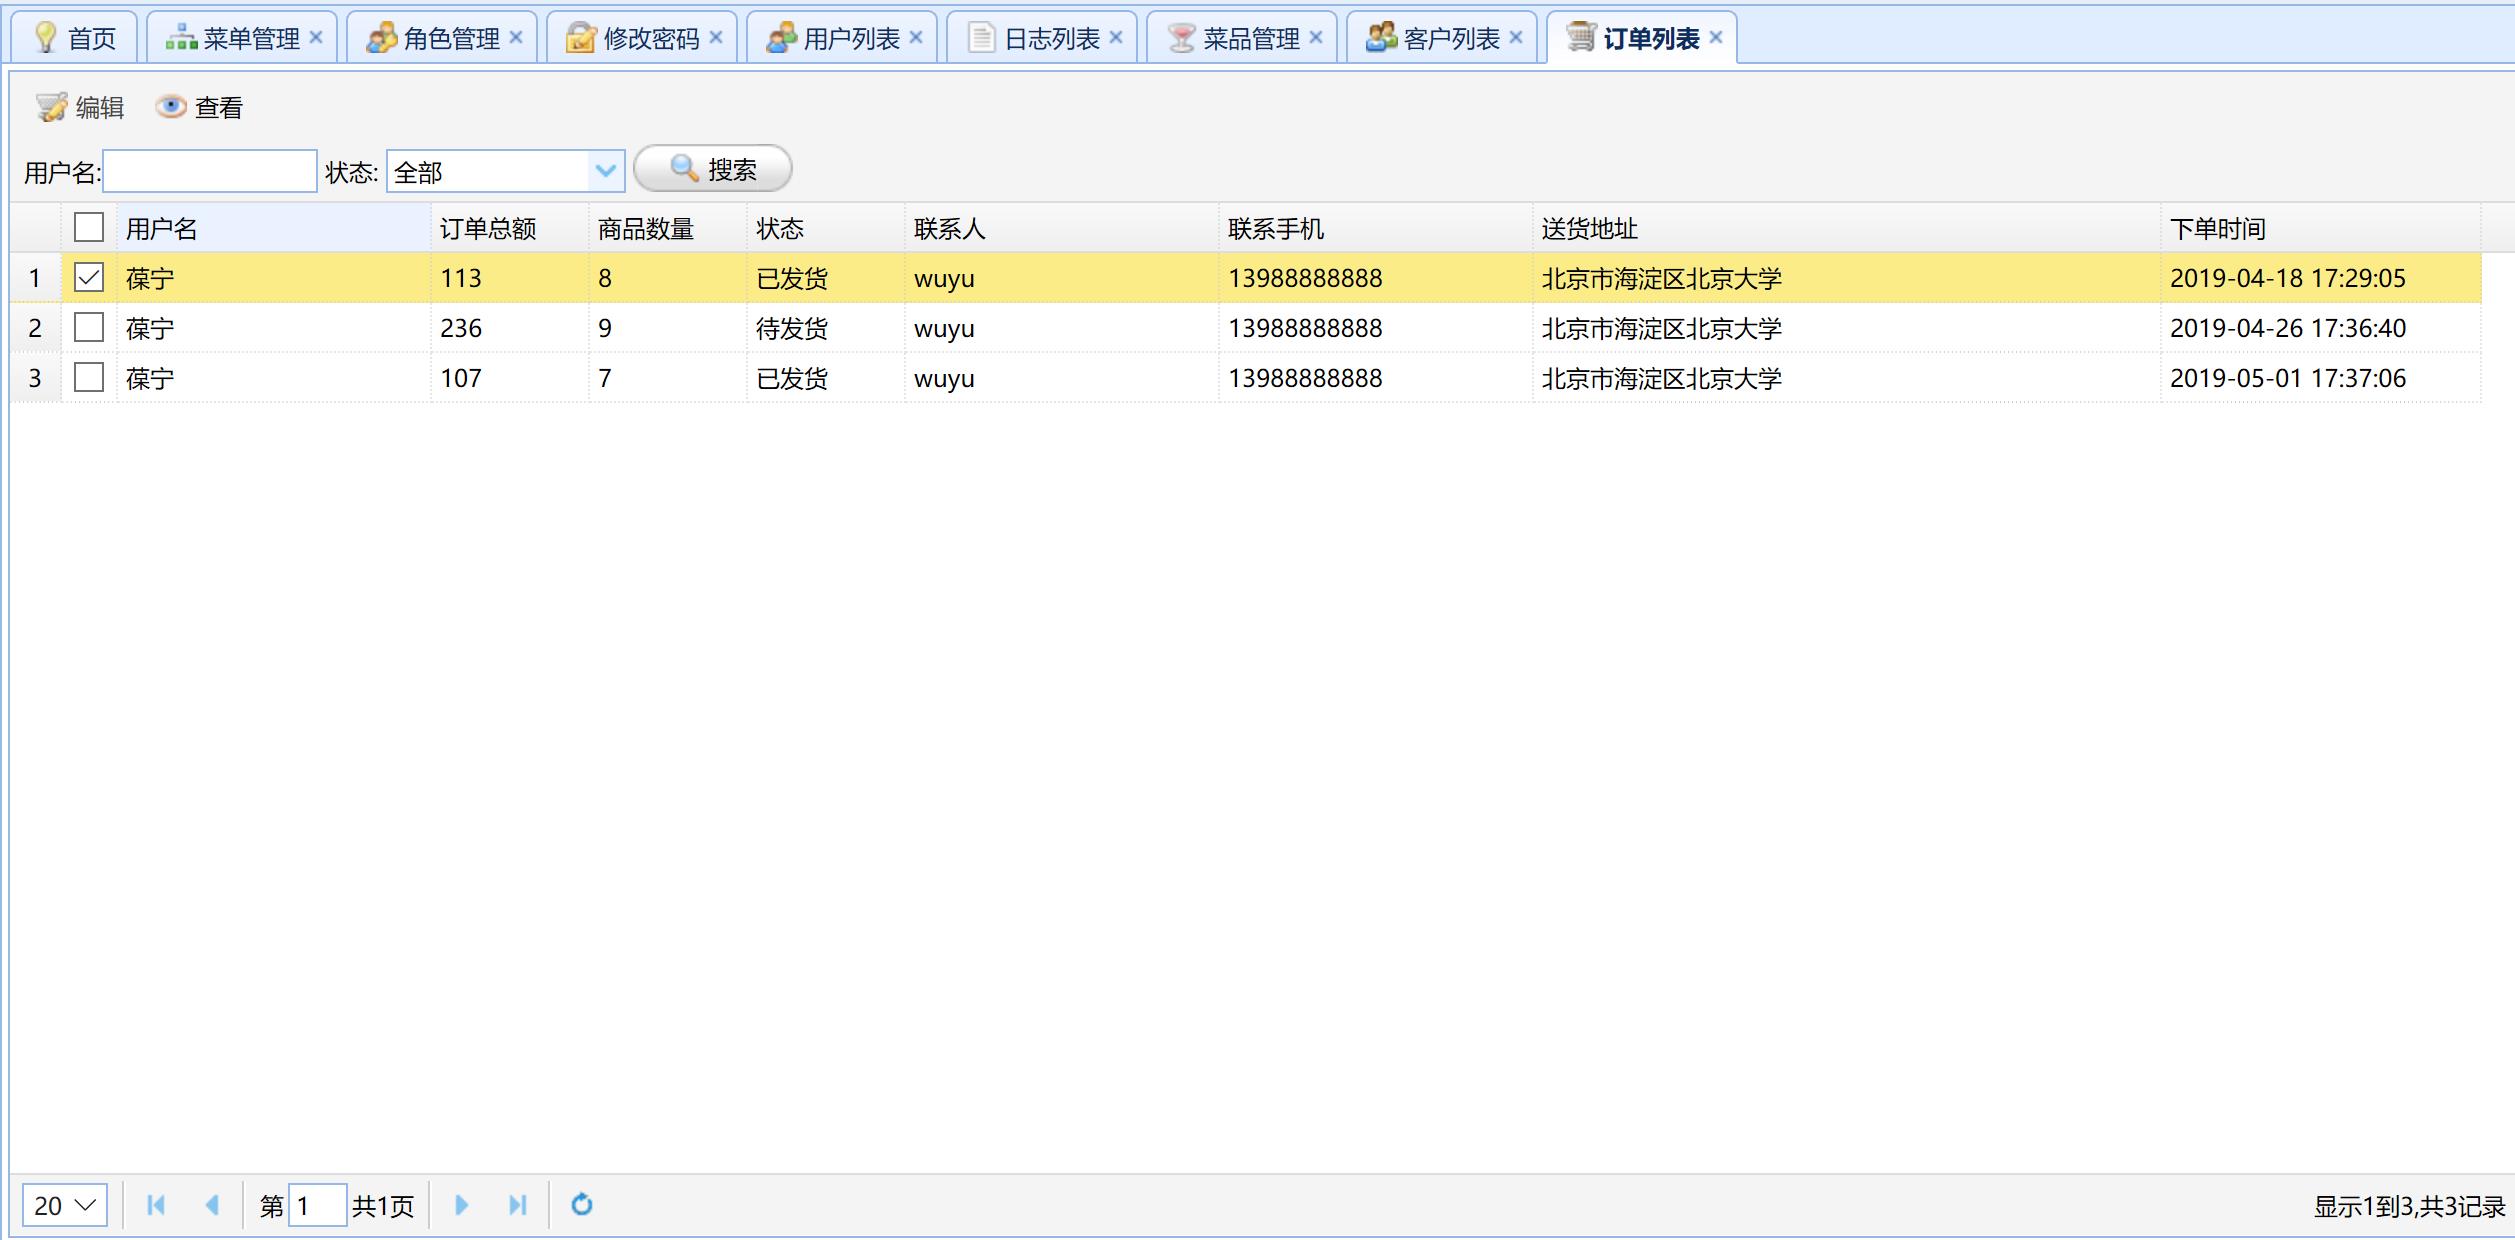 首页 菜单管理 角色管理 修改密码 用户列表 日志列表 菜品管理 客户列表 订单列表
编辑 查看
用户名: 状态: 全部 搜索
用户名 订单总额 商品数量 状态 联系人 联系手机 送货地址 下单时间
1 葆宁 113 8 已发货 wuyu 13988888888 北京市海淀区北京大学 2019-04-18 17:29:05
2 葆宁 236 9 待发货 wuyu 13988888888 北京市海淀区北京大学 2019-04-26 17:36:40
3 葆宁 107 7 已发货 wuyu 13988888888 北京市海淀区北京大学 2019-05-01 17:37:06
20 第 1 共1页 显示1到3,共3记录